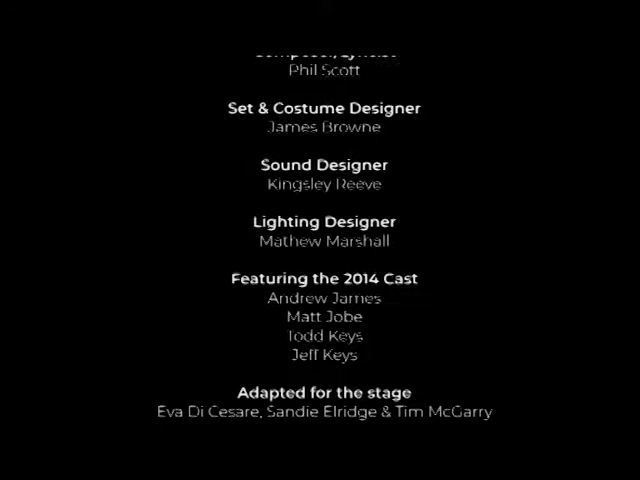 Phil Scott
Set & Costume Designer
James Browne
Sound Designer
Kingsley Reeve
Lighting Designer
Mathew Marshall
Featuring the 2014 Cast
Andrew James
Matt Jobe
Todd Keys
Jeff Keys
Adapted for the stage
Eva Di Cesare, Sandie Elridge & Tim McGarry